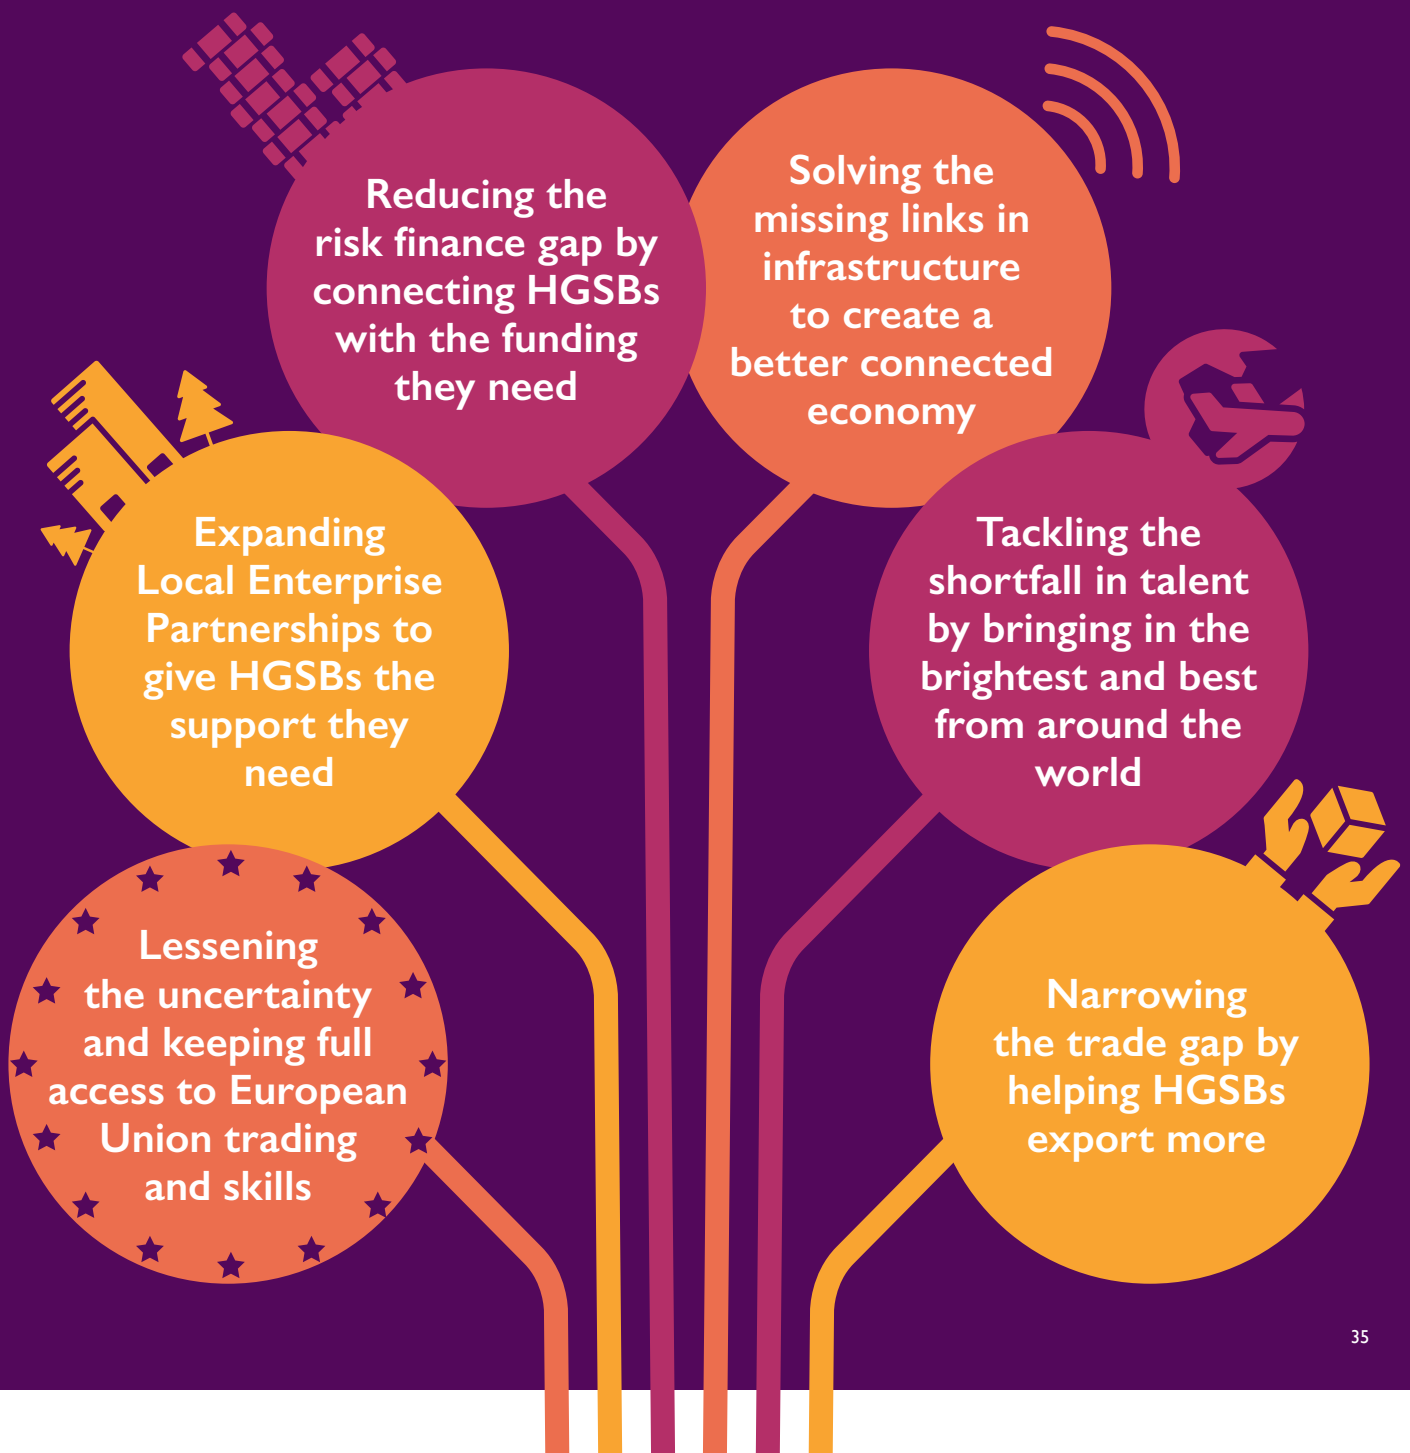 Reducing the
risk finance gap by
connecting HGSBs
with the funding
they need
Solving the
missing links in
infrastructure
to create a
better connected
economy
Expanding
Local Enterprise
Partnerships to
give HGSBs the
support they
need
Tackling the
shortfall in talent
by bringing in the
brightest and best
from around the
world
Lessening
the uncertainty
and keeping full
access to European
Union trading
and skills
Narrowing
the trade gap by
helping HGSBs
export more
35